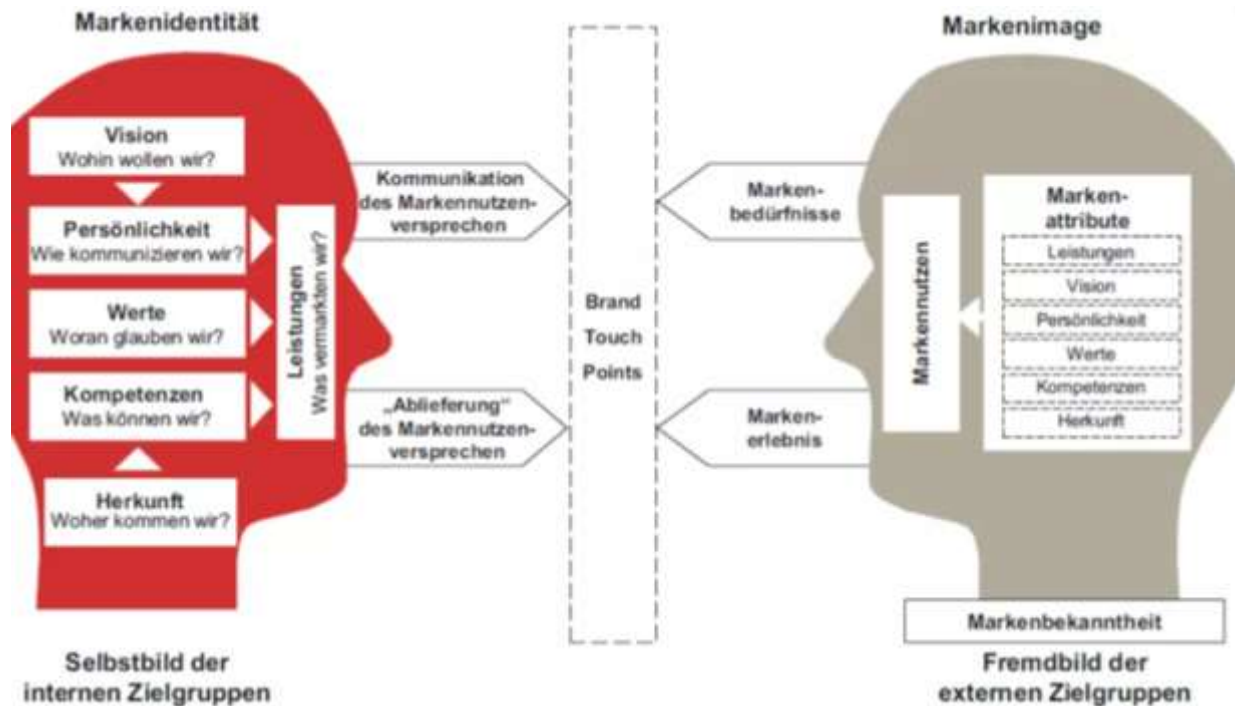 Markenidentität
Vision
Wohin wollen wir?
Persönlichkeit
Wie kommunizieren wir?
Werte
Woran glauben wir?
Kompetenzen
Was können wir?
Herkunft
Woher kommen wir?
Leistungen
Was vermarkten wir?
Selbstbild der
internen Zielgruppen
Kommunikation
des Markennutzen-
versprechen
„Ablieferung“
des Markennutzen-
versprechen
Brand
Touch
Points
Marken-
bedürfnisse
Marken-
erlebnis
Markenimage
Markennutzen
Marken-
attribute
Leistungen
Vision
Persönlichkeit
Werte
Kompetenzen
Herkunft
Markenbekanntheit
Fremdbild der
externen Zielgruppen